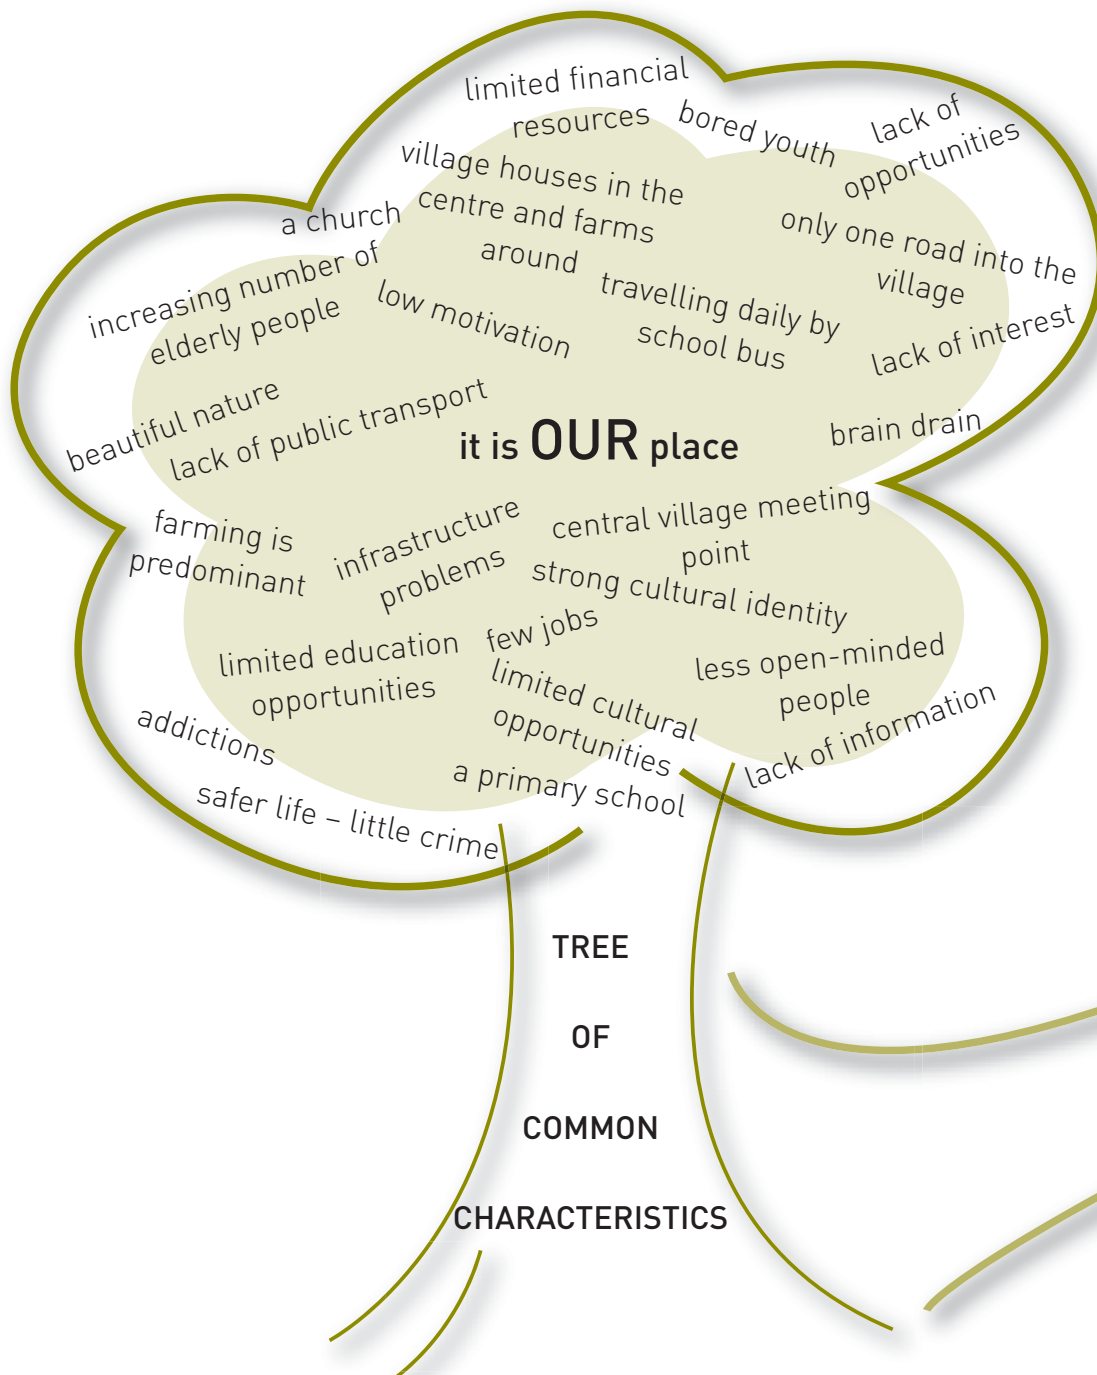 limited financial
resources
bored youth
lack of
opportunities
village houses in the
centre and farms
around
a church
only one road into the
village
increasing number of
elderly people
low motivation
travelling daily by
school bus
lack of interest
beautiful nature
lack of public transport
it is OUR place
brain drain
farming is
predominant
infrastructure
problems
central village meeting
point
strong cultural identity
few jobs
limited education
opportunities
limited cultural
opportunities
less open-minded
people
lack of information
addictions
a primary school
safer life – little crime
TREE
OF
COMMON
CHARACTERISTICS